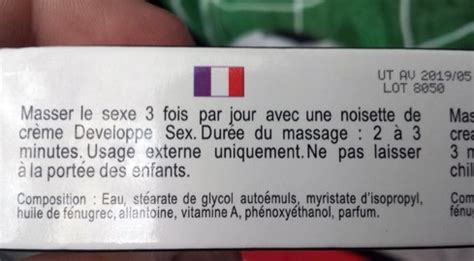 UT AV 2019/05
LOT 8050
Masser le sexe 3 fois par jour avec une noisette de
crème Developpe Sex. Durée du massage : 2 à 3
minutes. Usage externe uniquement. Ne pas laisser
à la portée des enfants.
Composition : Eau, stéarate de glycol autoémuls, myristate d'isopropyl,
huile de fénugrec, allantoine, vitamine A, phénoxyéthanol, parfum.
Mas
crea
3 m
chil